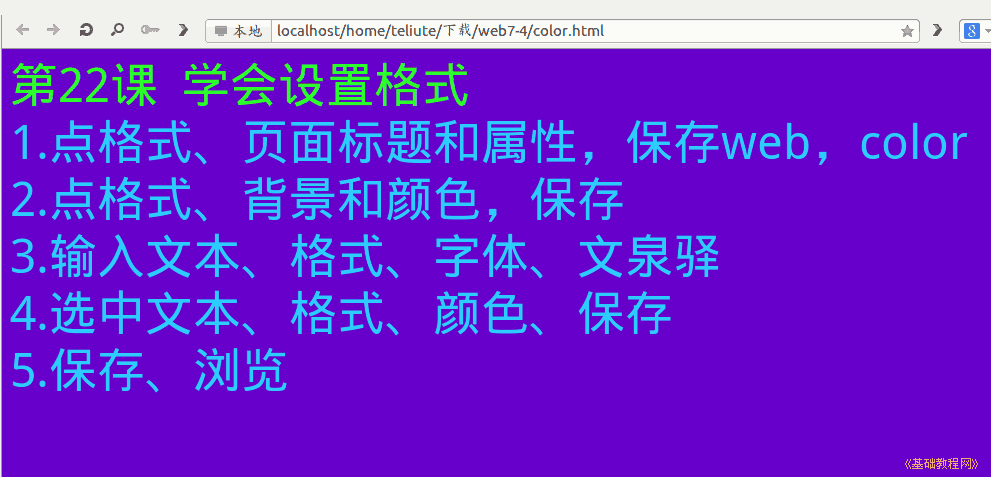 本地 localhost/home/teliute/下载/web7-4/color.html
第22课 学会设置格式
1.点格式、页面标题和属性，保存web，color
2.点格式、背景和颜色，保存
3.输入文本、格式、字体、文泉驿
4.选中文本、格式、颜色、保存
5.保存、浏览
《基础教程网》